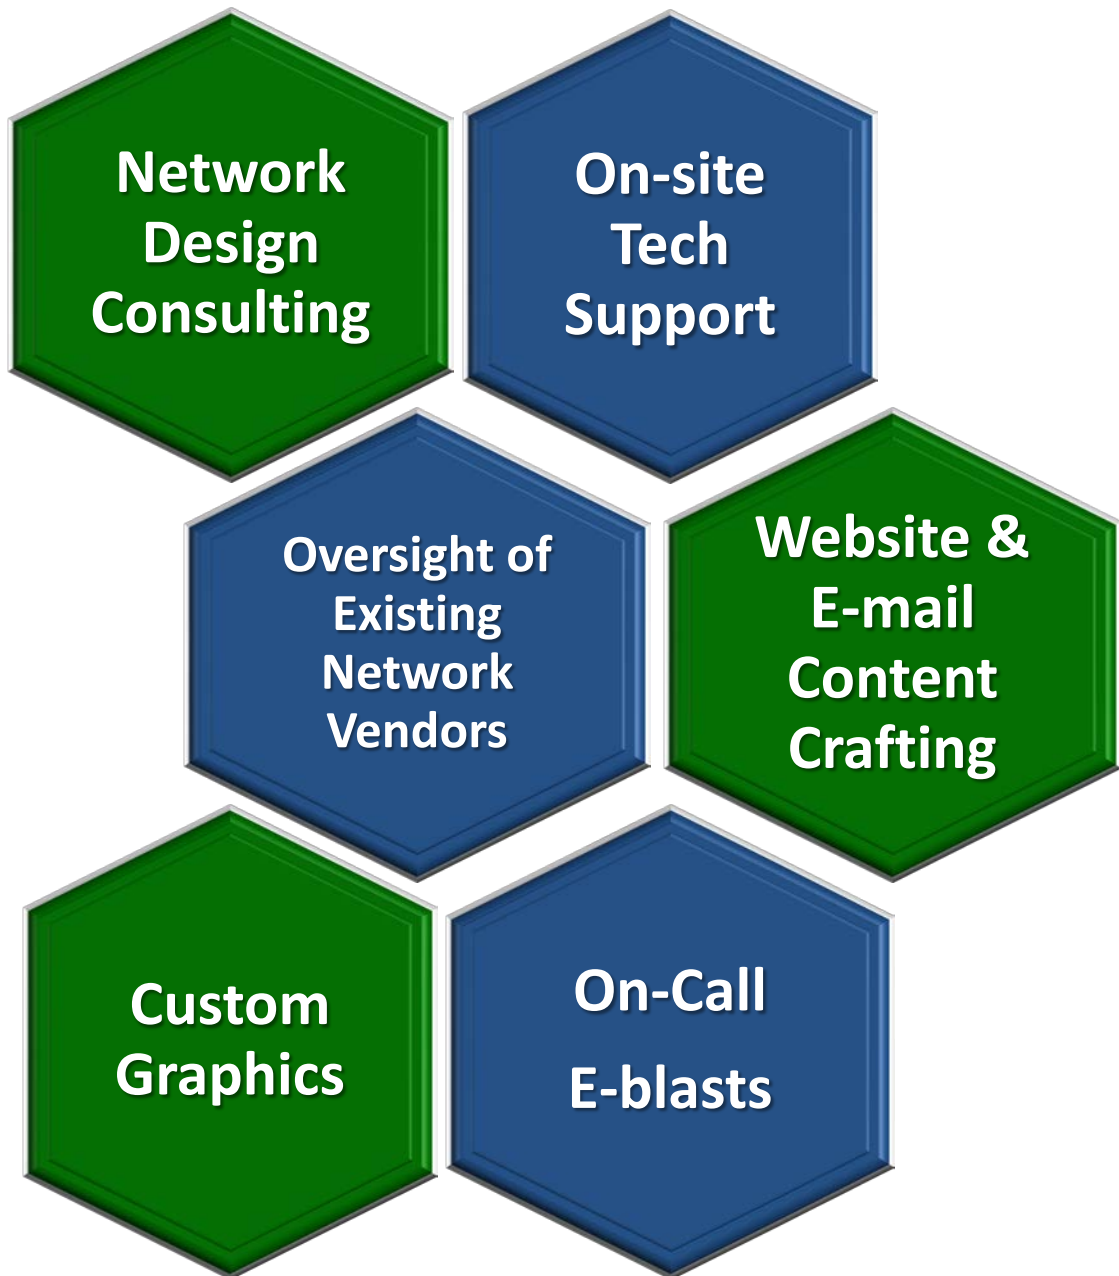 Network
Design
Consulting
On-site
Tech
Support
Oversight of
Existing
Network
Vendors
Website &
E-mail
Content
Crafting
Custom
Graphics
On-Call
E-blasts